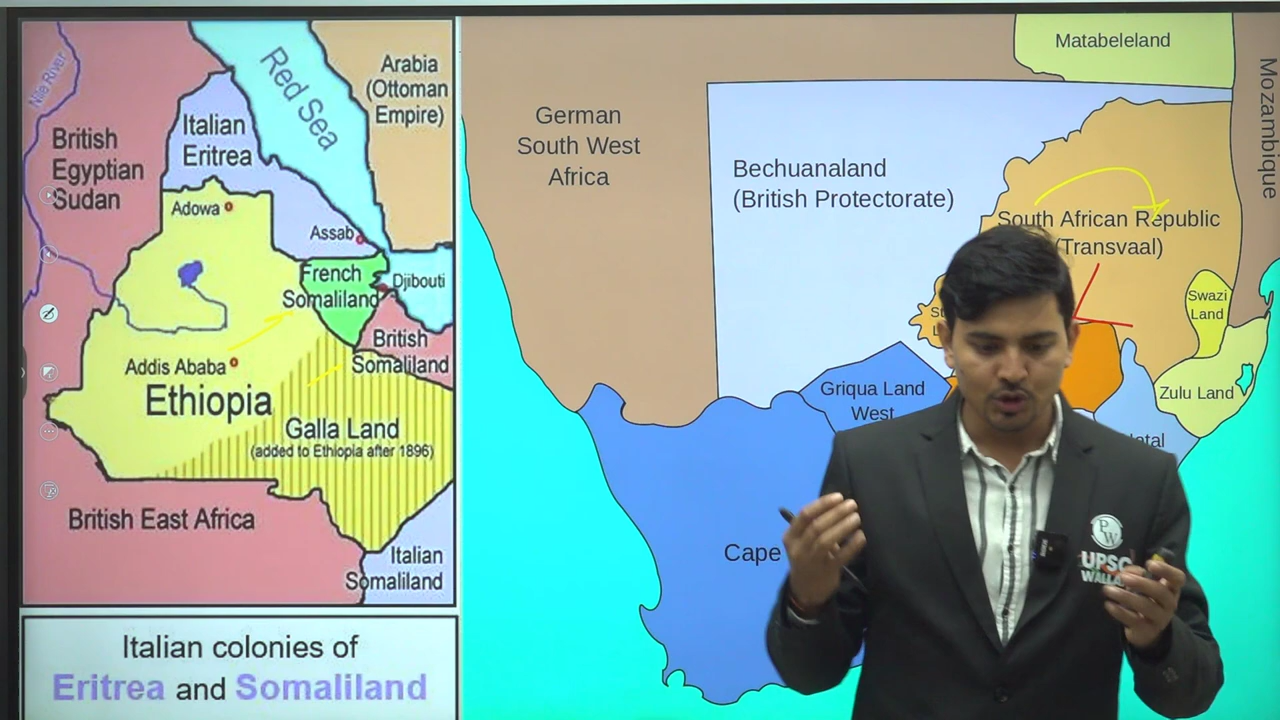 Nile River
Red Sea
Arabia
(Ottoman
Empire)
Italian
Eritrea
British
Egyptian
Sudan
Adowa
Assab
French
Somaliland
Djibouti
British
Somaliland
Addis Ababa
Ethiopia
Galla Land
(added to Ethiopia after 1896)
British East Africa
Italian
Somaliland
Italian colonies of
Eritrea and Somaliland
Matabeleland
Mozambique
German
South West
Africa
Bechuanaland
(British Protectorate)
South African Republic
(Transvaal)
Swazi
Land
Griqua Land
West
Zulu Land
Cape
PW
UPSC